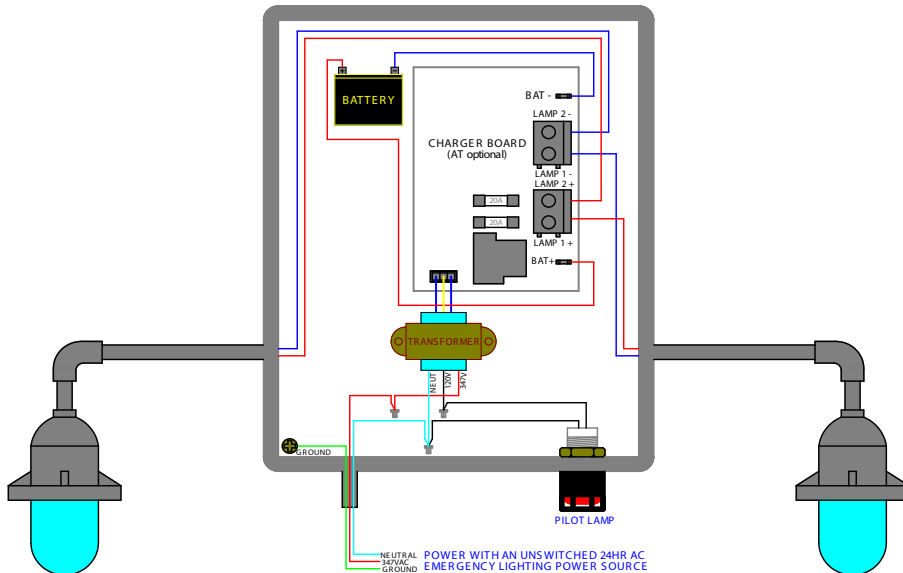 BATTERY
BAT -
LAMP 2 -
CHARGER BOARD
(AT optional)
LAMP 1 -
LAMP 2 +
20A
20A
LAMP 1 +
BAT+
TRANSFORMER
NEUT
120V
347V
GROUND
PILOT LAMP
NEUTRAL
347VAC
GROUND
POWER WITH AN UNSWITCHED 24HR AC
EMERGENCY LIGHTING POWER SOURCE